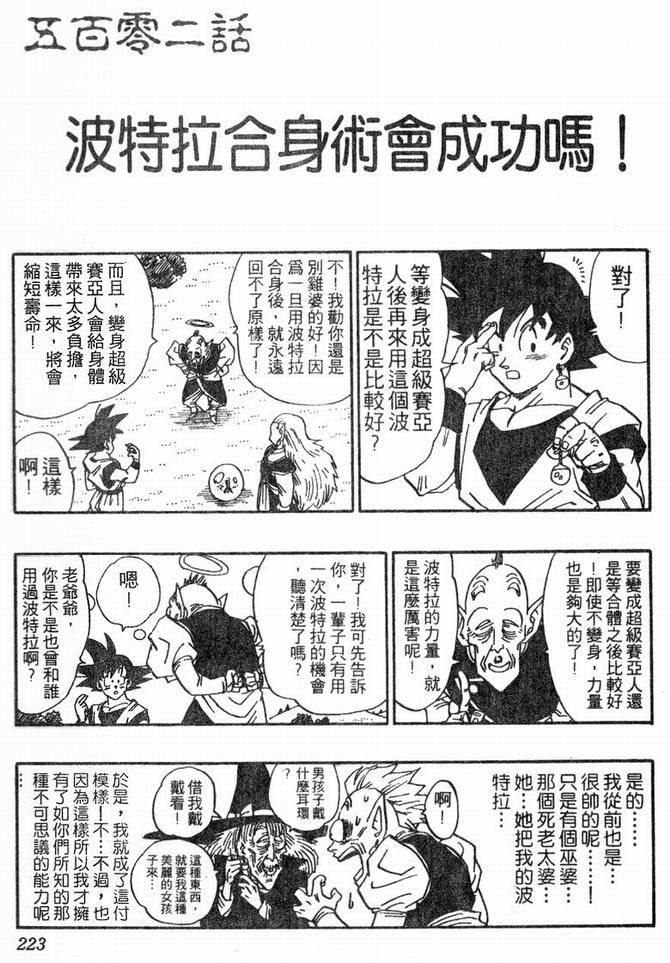 五百零二話
波特拉合身術會成功嗎！
對了！
等變身成超級賽亞
人後再來用這個波
特拉是不是比較好？
不！我勸你還是
別雞婆的好！因
為一旦用波特拉
合身後，就永遠
回不了原樣了！
而且，變身超級
賽亞人會給身體
帶來太多負擔，
這樣一來，將會
縮短壽命！
這樣
啊！
要變成超級賽亞人還
是等合體之後比較好
！即使不變身，力量
也是夠大的了！
波特拉的力量，就
是這麼厲害呢！
對了！我可先告訴
你，一輩子只有用
一次波特拉的機會
，聽清楚了嗎？
嗯！
老爺爺，
你是不是也曾和誰
用過波特拉啊？
是的……
我從前也是…
很帥的呢……！
只是有個巫婆…
那個死老太婆…
她…她把我的波
特拉…
啊！
男孩子戴
什麼耳環
？
借我戴
戴看！
這種東西，
就要我這種
美麗的女孩
子來…
於是，我就成了這付
模樣！不…不過，也
因為這樣所以我才擁
有了如你們所知的那
種不可思議的能力呢
…
223